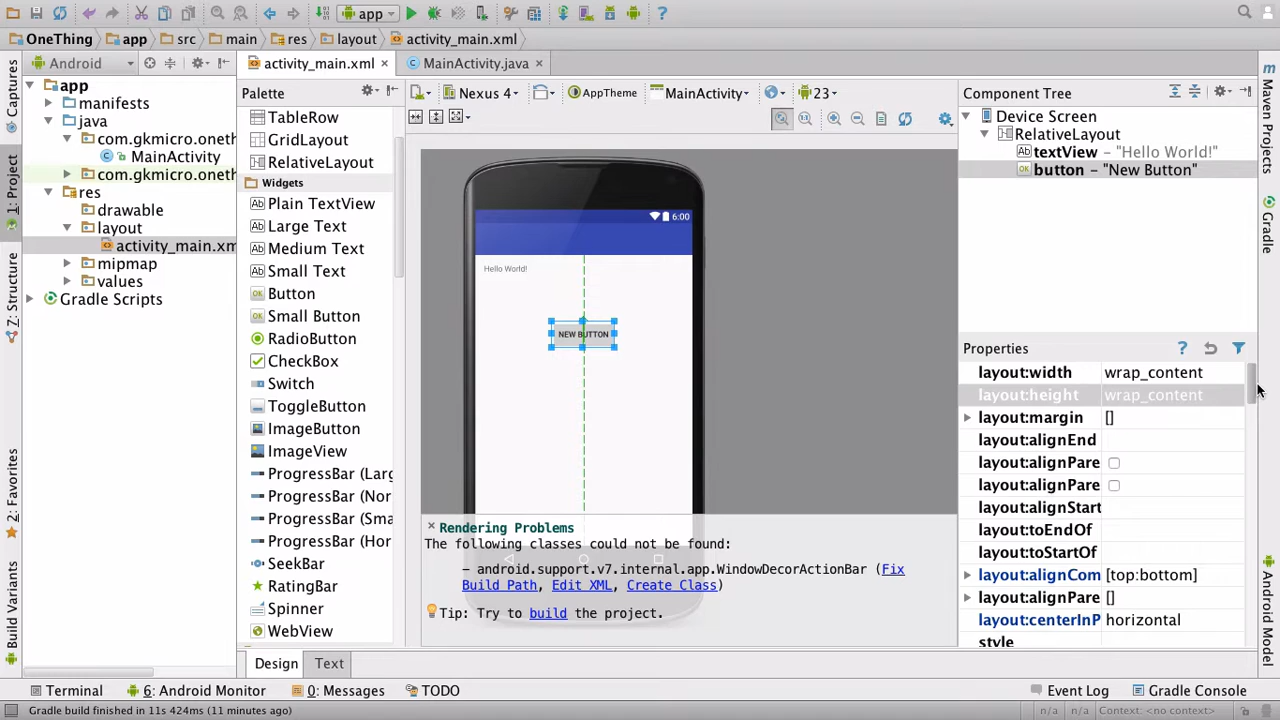 app
OneThing app src main res layout activity_main.xml
Android
activity_main.xml MainActivity.java
Captures
1: Project
7: Structure
2: Favorites
Build Variants
app
manifests
java
com.gkmicro.oneth
MainActivity
com.gkmicro.oneth
res
drawable
layout
activity_main.xm
mipmap
values
Gradle Scripts
Palette
TableRow
GridLayout
RelativeLayout
Widgets
Plain TextView
Large Text
Medium Text
Small Text
Button
Small Button
RadioButton
CheckBox
Switch
ToggleButton
ImageButton
ImageView
ProgressBar (Larg
ProgressBar (Nor
ProgressBar (Sma
ProgressBar (Hor
SeekBar
RatingBar
Spinner
WebView
Nexus 4 AppTheme MainActivity 23
6:00
Hello World!
NEW BUTTON
Rendering Problems
The following classes could not be found:
– android.support.v7.internal.app.WindowDecorActionBar (Fix
Build Path, Edit XML, Create Class)
Tip: Try to build the project.
Design Text
Component Tree
Device Screen
RelativeLayout
Ab textView – "Hello World!"
OK button – "New Button"
Properties
layout:width wrap_content
layout:height wrap_content
layout:margin []
layout:alignEnd
layout:alignPare
layout:alignPare
layout:alignStart
layout:toEndOf
layout:toStartOf
layout:alignCom [top:bottom]
layout:alignPare []
layout:centerInP horizontal
style
Maven Projects
Gradle
Android Model
Terminal 6: Android Monitor 0: Messages TODO Event Log Gradle Console
Gradle build finished in 11s 424ms (11 minutes ago) n/a n/a Context: <no context>